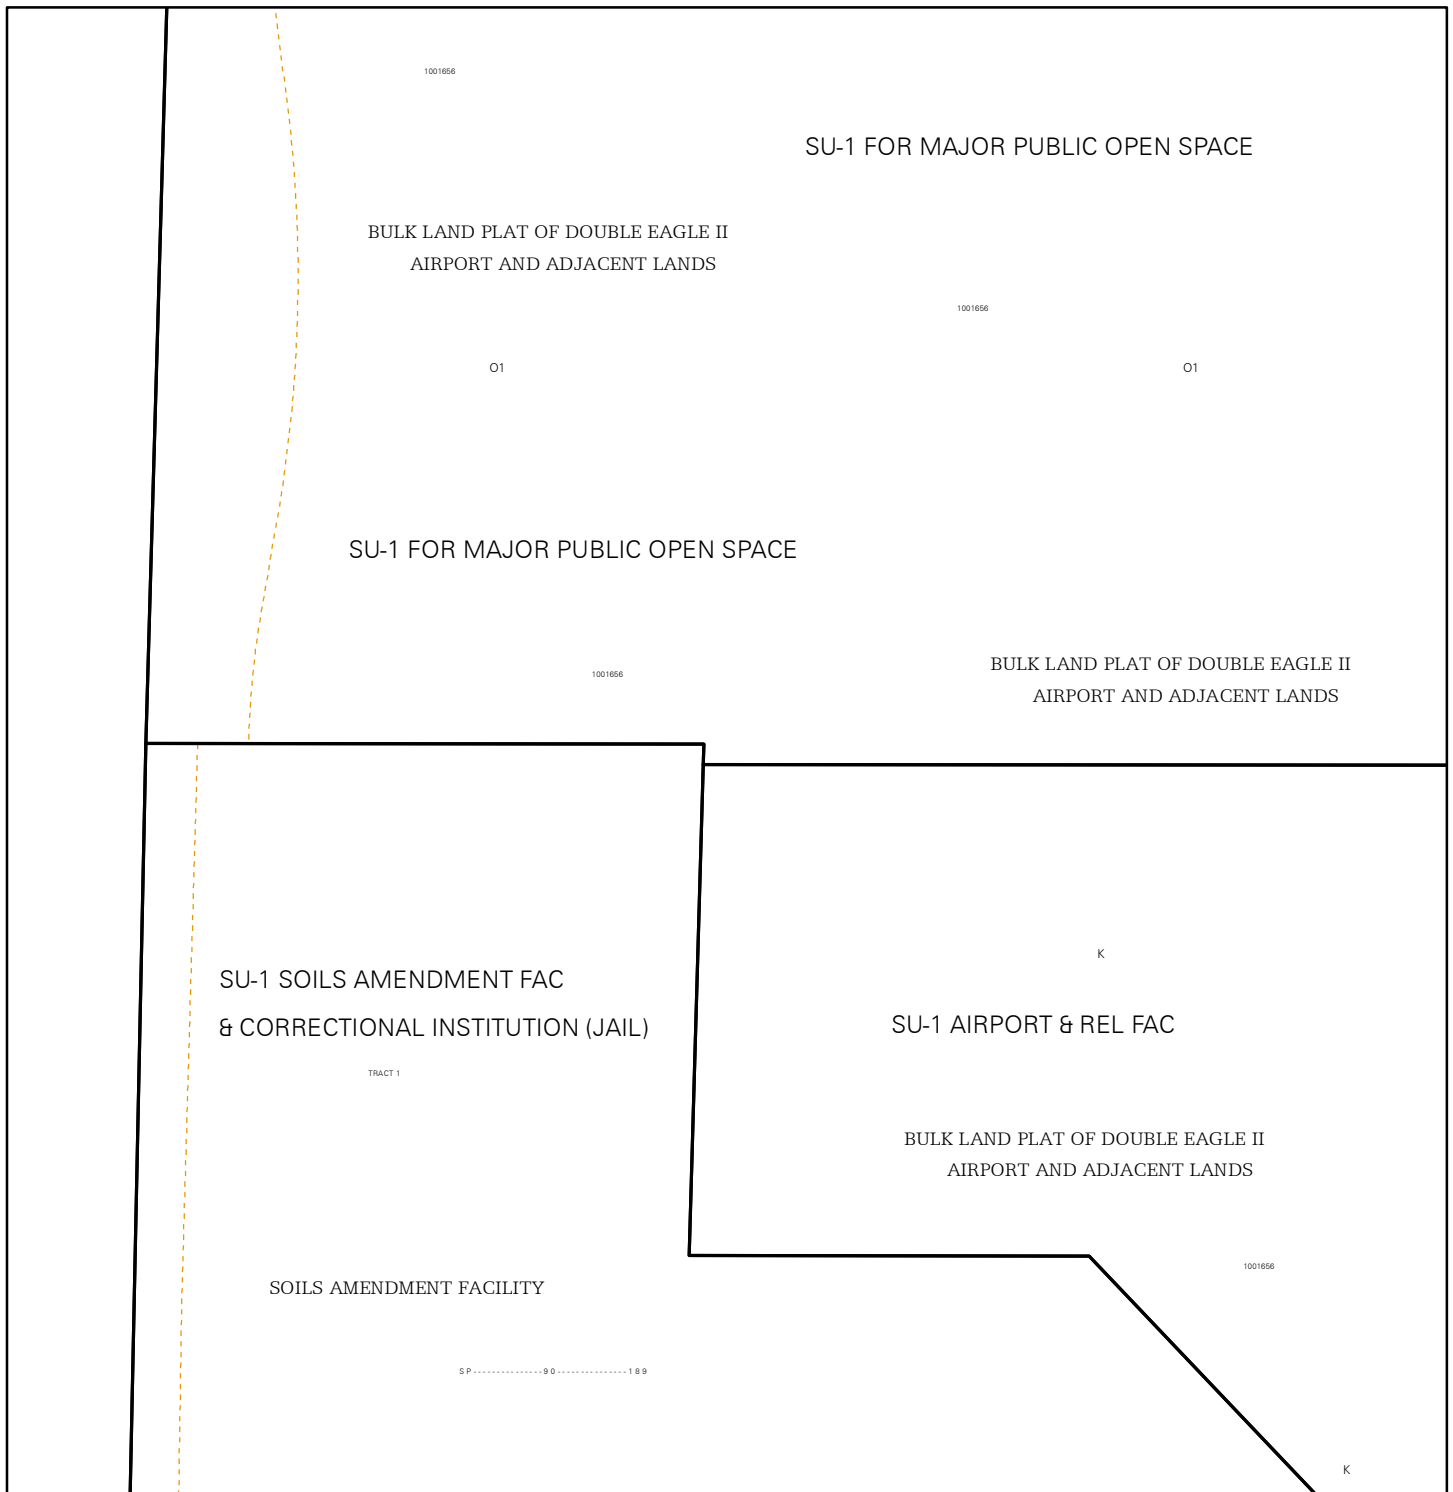 1001656
SU-1 FOR MAJOR PUBLIC OPEN SPACE
BULK LAND PLAT OF DOUBLE EAGLE II
AIRPORT AND ADJACENT LANDS
1001656
O1
O1
SU-1 FOR MAJOR PUBLIC OPEN SPACE
BULK LAND PLAT OF DOUBLE EAGLE II
AIRPORT AND ADJACENT LANDS
1001656
SU-1 SOILS AMENDMENT FAC
& CORRECTIONAL INSTITUTION (JAIL)
TRACT 1
K
SU-1 AIRPORT & REL FAC
BULK LAND PLAT OF DOUBLE EAGLE II
AIRPORT AND ADJACENT LANDS
1001656
SOILS AMENDMENT FACILITY
SP---------------90---------------189
K